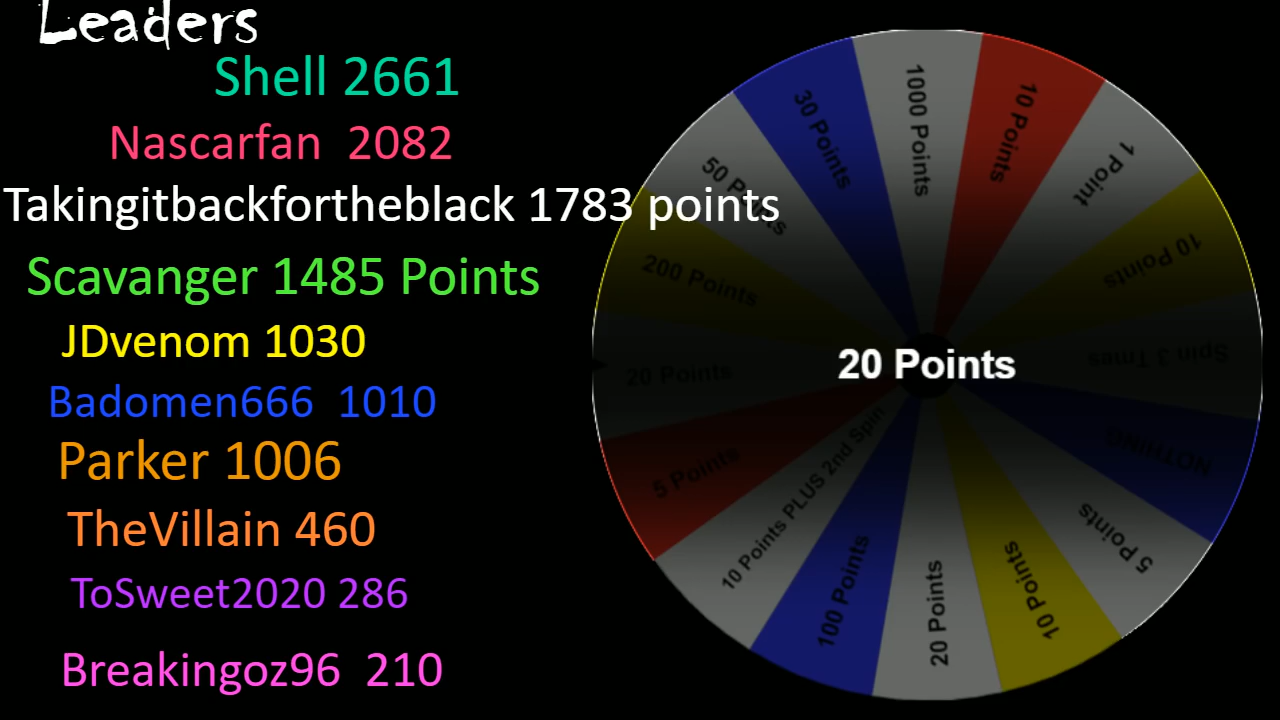 Leaders
Shell 2661
Nascarfan 2082
Takingitbackfortheblack 1783 points
Scavanger 1485 Points
JDvenom 1030
Badomen666 1010
Parker 1006
TheVillain 460
ToSweet2020 286
Breakingoz96 210
20 Points
1000 Points
10 Points
1 Point
10 Points
Spin 3 Tmes
NOTHING
5 Points
10 Points
20 Points
100 Points
10 Points PLUS 2nd Spin
5 Points
20 Points
200 Points
50 Points
30 Points